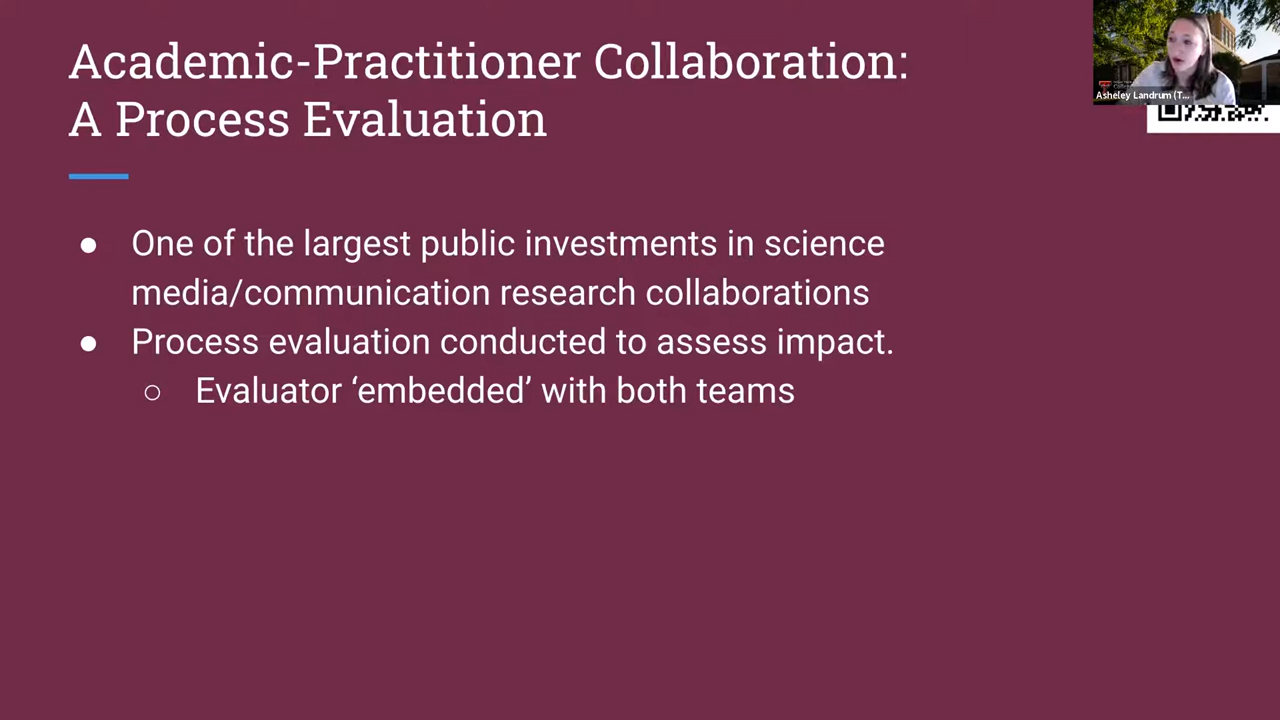 Academic-Practitioner Collaboration:
A Process Evaluation
Asheley Landrum (T...
● One of the largest public investments in science
media/communication research collaborations
● Process evaluation conducted to assess impact.
○ Evaluator ‘embedded’ with both teams